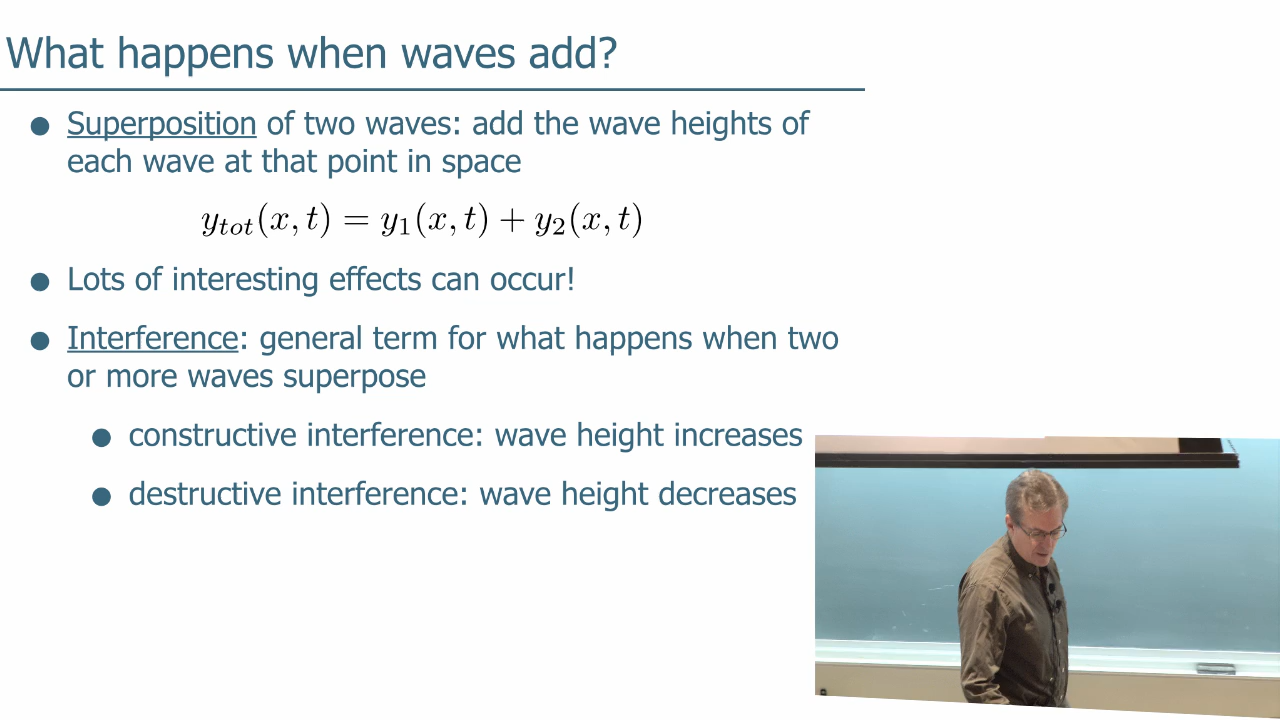 What happens when waves add?
● Superposition of two waves: add the wave heights of
each wave at that point in space
y_{tot}(x, t) = y_1(x, t) + y_2(x, t)
● Lots of interesting effects can occur!
● Interference: general term for what happens when two
or more waves superpose
● constructive interference: wave height increases
● destructive interference: wave height decreases